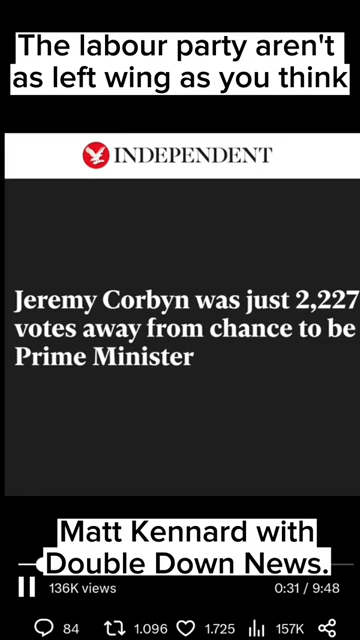 The labour party aren't
as left wing as you think
INDEPENDENT
Jeremy Corbyn was just 2,227
votes away from chance to be
Prime Minister
Matt Kennard with
Double Down News.
136K views
0:31 / 9:48
84
1.096
1.725
157K